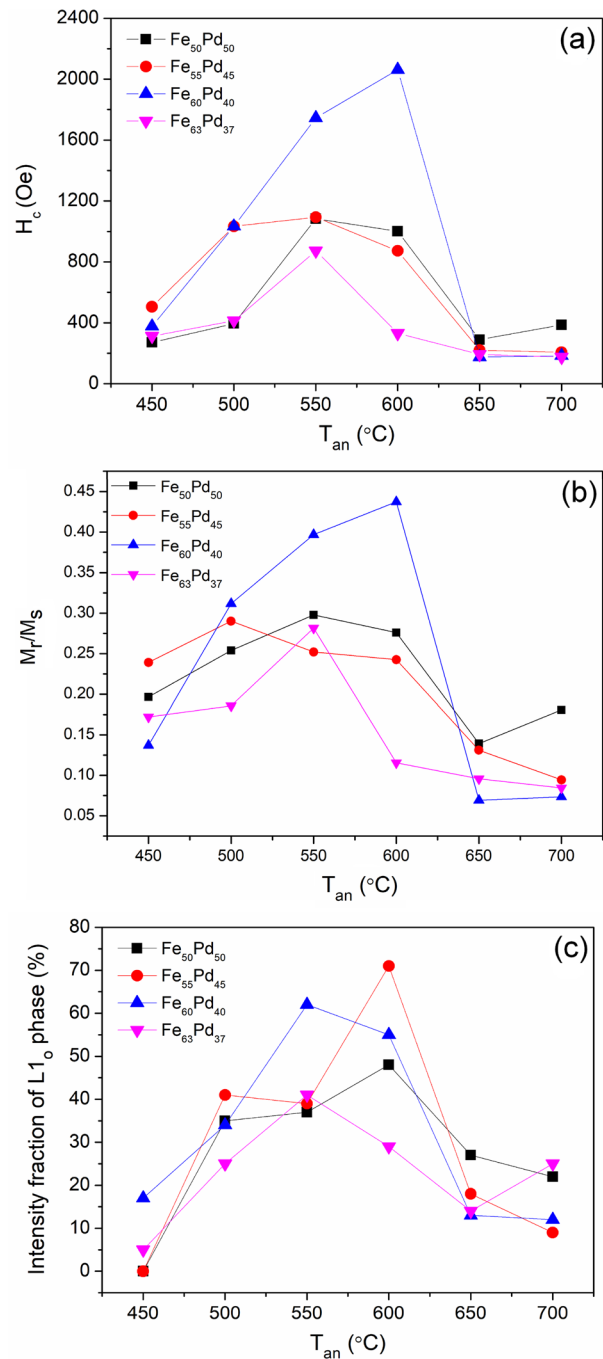 (a)
Fe50Pd50
Fe55Pd45
Fe60Pd40
Fe63Pd37
Hc (Oe)
2400
2000
1600
1200
800
400
0
450 500 550 600 650 700
Tan (°C)
(b)
Fe50Pd50
Fe55Pd45
Fe60Pd40
Fe63Pd37
Mr/Ms
0.45
0.40
0.35
0.30
0.25
0.20
0.15
0.10
0.05
450 500 550 600 650 700
Tan (°C)
(c)
Fe50Pd50
Fe55Pd45
Fe60Pd40
Fe63Pd37
Intensity fraction of L1o phase (%)
80
70
60
50
40
30
20
10
0
450 500 550 600 650 700
Tan (°C)